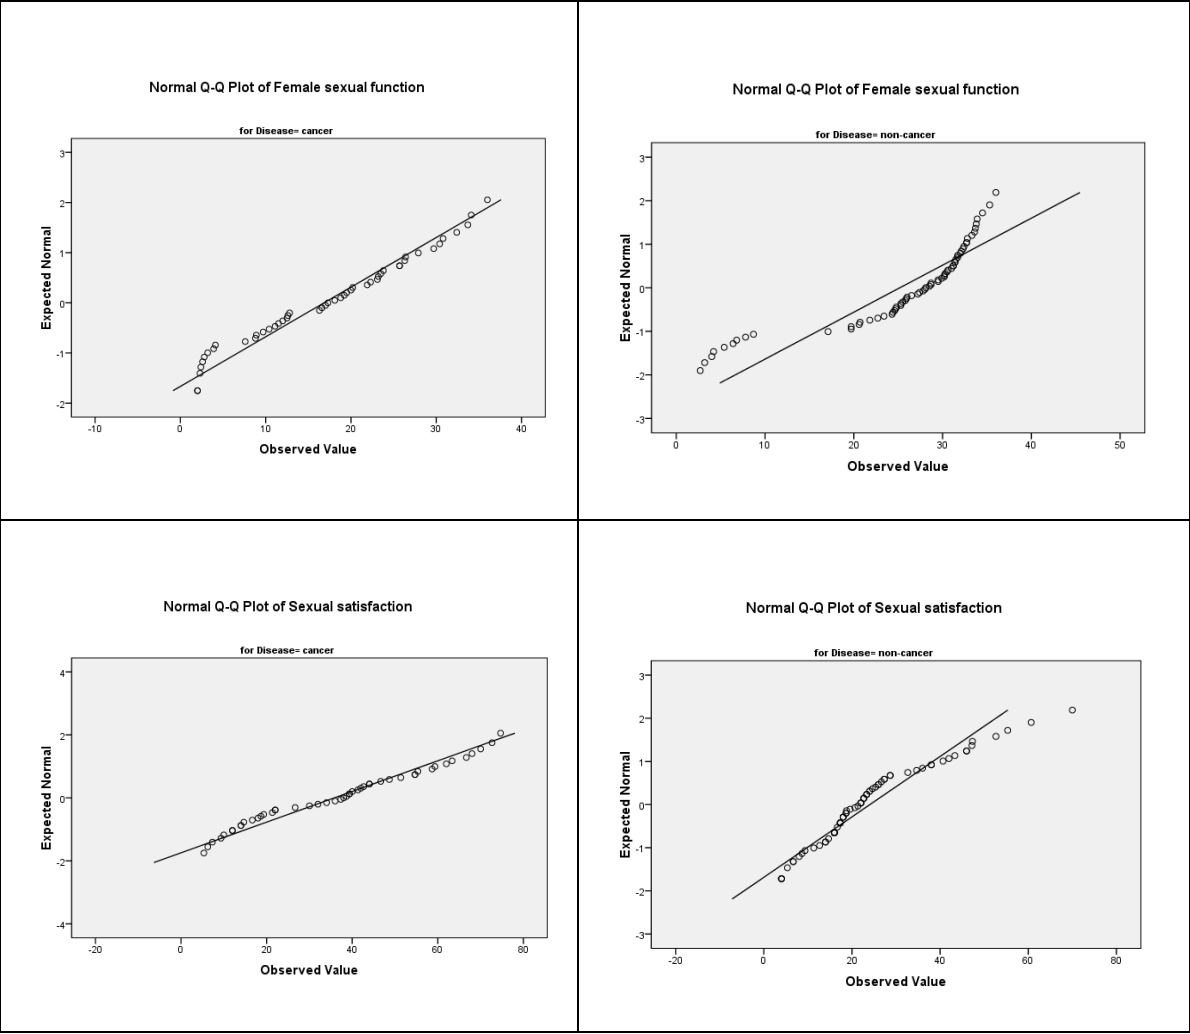 Normal Q-Q Plot of Female sexual function
for Disease= cancer
3
2
1
0
-1
-2
Expected Normal
-10 0 10 20 30 40
Observed Value
Normal Q-Q Plot of Female sexual function
for Disease= non-cancer
3
2
1
0
-1
-2
-3
Expected Normal
0 10 20 30 40 50
Observed Value
Normal Q-Q Plot of Sexual satisfaction
for Disease= cancer
4
2
0
-2
-4
Expected Normal
-20 0 20 40 60 80
Observed Value
Normal Q-Q Plot of Sexual satisfaction
for Disease= non-cancer
3
2
1
0
-1
-2
-3
Expected Normal
-20 0 20 40 60 80
Observed Value